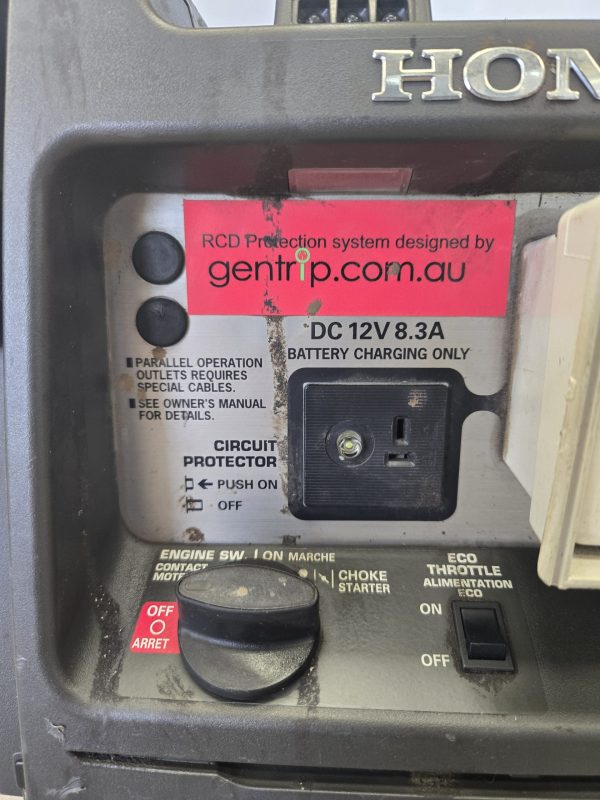 HON
RCD Protection system designed by
gentrip.com.au
DC 12V 8.3A
BATTERY CHARGING ONLY
PARALLEL OPERATION
OUTLETS REQUIRES
SPECIAL CABLES.
SEE OWNER'S MANUAL
FOR DETAILS.
CIRCUIT
PROTECTOR
PUSH ON
OFF
ENGINE SW. ON MARCHE
CONTACT
CHOKE
STARTER
OFF
ARRET
ECO
THROTTLE
ALIMENTATION
ECO
ON
OFF